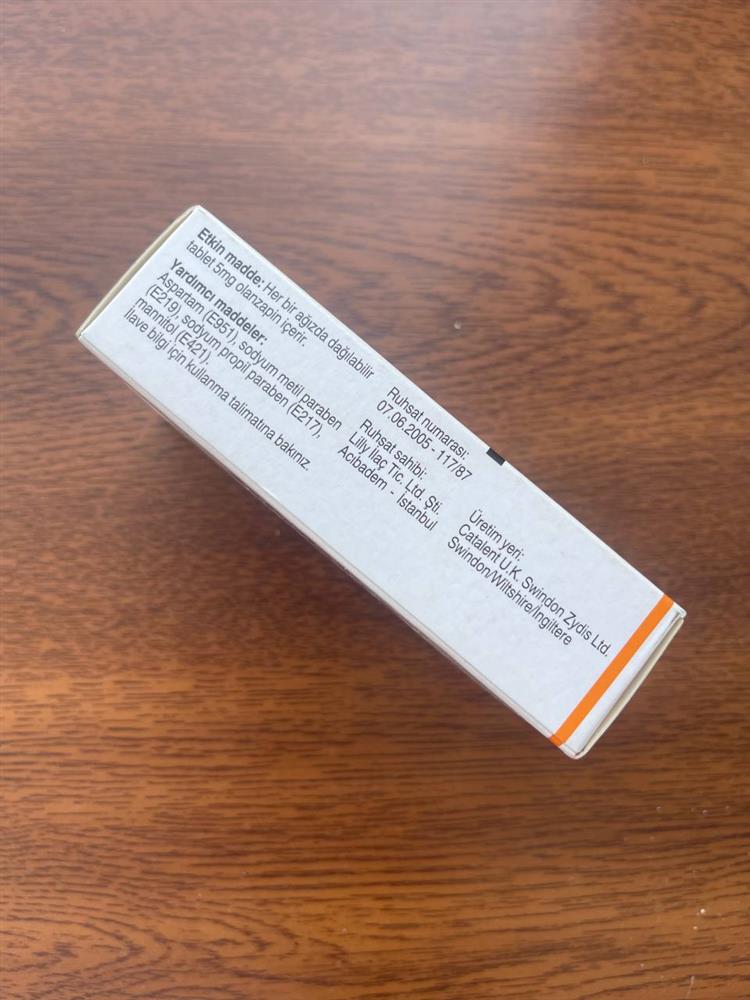 Etkin madde: Her bir ağızda dağılabilir
tablet 5mg olanzapin içerir.
Yardımcı maddeler:
Aspartam (E951), sodyum metil paraben
(E219), sodyum propil paraben (E217),
mannitol (E421).
İlave bilgi için kullanma talimatına bakınız.
Ruhsat numarası:
07.06.2005 - 117/87
Ruhsat sahibi:
Lilly İlaç Tic. Ltd. Şti.
Acıbadem - İstanbul
Üretim yeri:
Catalent U.K. Swindon Zydis Ltd.
Swindon/Wiltshire/İngiltere